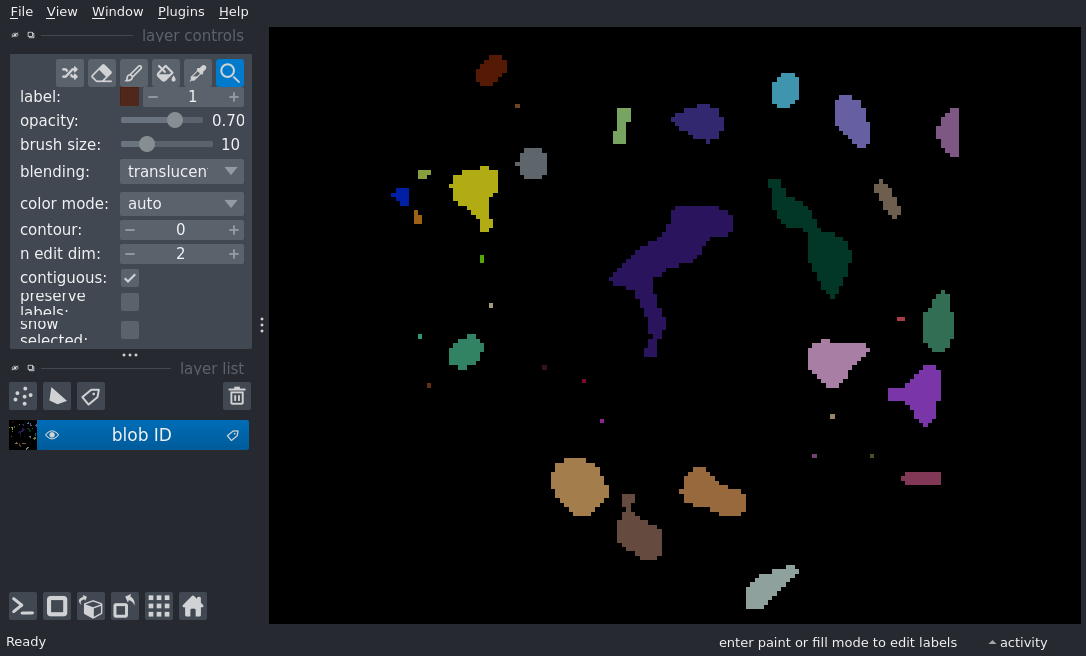 File View Window Plugins Help
layer controls
label: 1
opacity: 0.70
brush size: 10
blending: translucen
color mode: auto
contour: 0
n edit dim: 2
contiguous:
preserve
labels:
show
selected:
layer list
blob ID
Ready enter paint or fill mode to edit labels activity